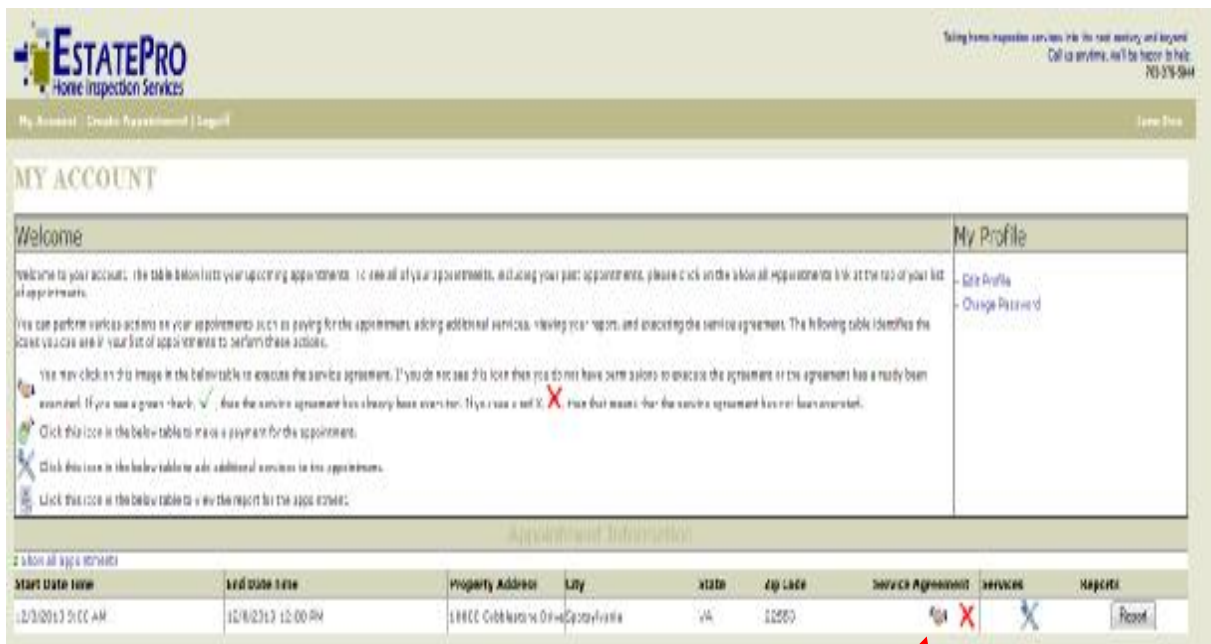 ESTATEPRO
Home Inspection Services
Taking home inspection services into the next century and beyond
Call us anytime, we'll be happy to help
My Account Create Appointment | Logoff
MY ACCOUNT
Welcome
My Profile
Welcome to your account. The table below lists your upcoming appointments. To see all of your appointments, including your past appointments, please click on the Show all Appointments link at the top of your list
of appointments.
You can perform various actions on your appointments such as paying for the appointment, adding additional services, viewing your report, and executing the service agreement. The following table identifies the
icons you can use in your list of appointments to perform these actions.
- Edit Profile
- Change Password
You may click on this image in the below table to execute the service agreement. If you do not see this icon then you do not have permissions to execute the agreement or the agreement has already been
executed. If you see a green check, , then the service agreement has already been executed. If you see a red X, , then that means that the service agreement has not been executed.
Click this icon in the below table to make a payment for the appointment.
Click this icon in the below table to add additional services to the appointment.
Click this icon in the below table to view the report for the appointment.
Appointment Information
Show all appointments
Start Date Time End Date Time Property Address City State Zip Code Service Agreement Services Reports
9:00 AM 12:00 PM Cobblestone Drive Spotsylvania VA Report